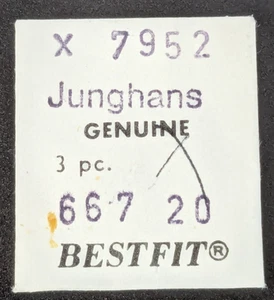 X 7952
Junghans
GENUINE
3 pc.
667 20
BESTFIT®